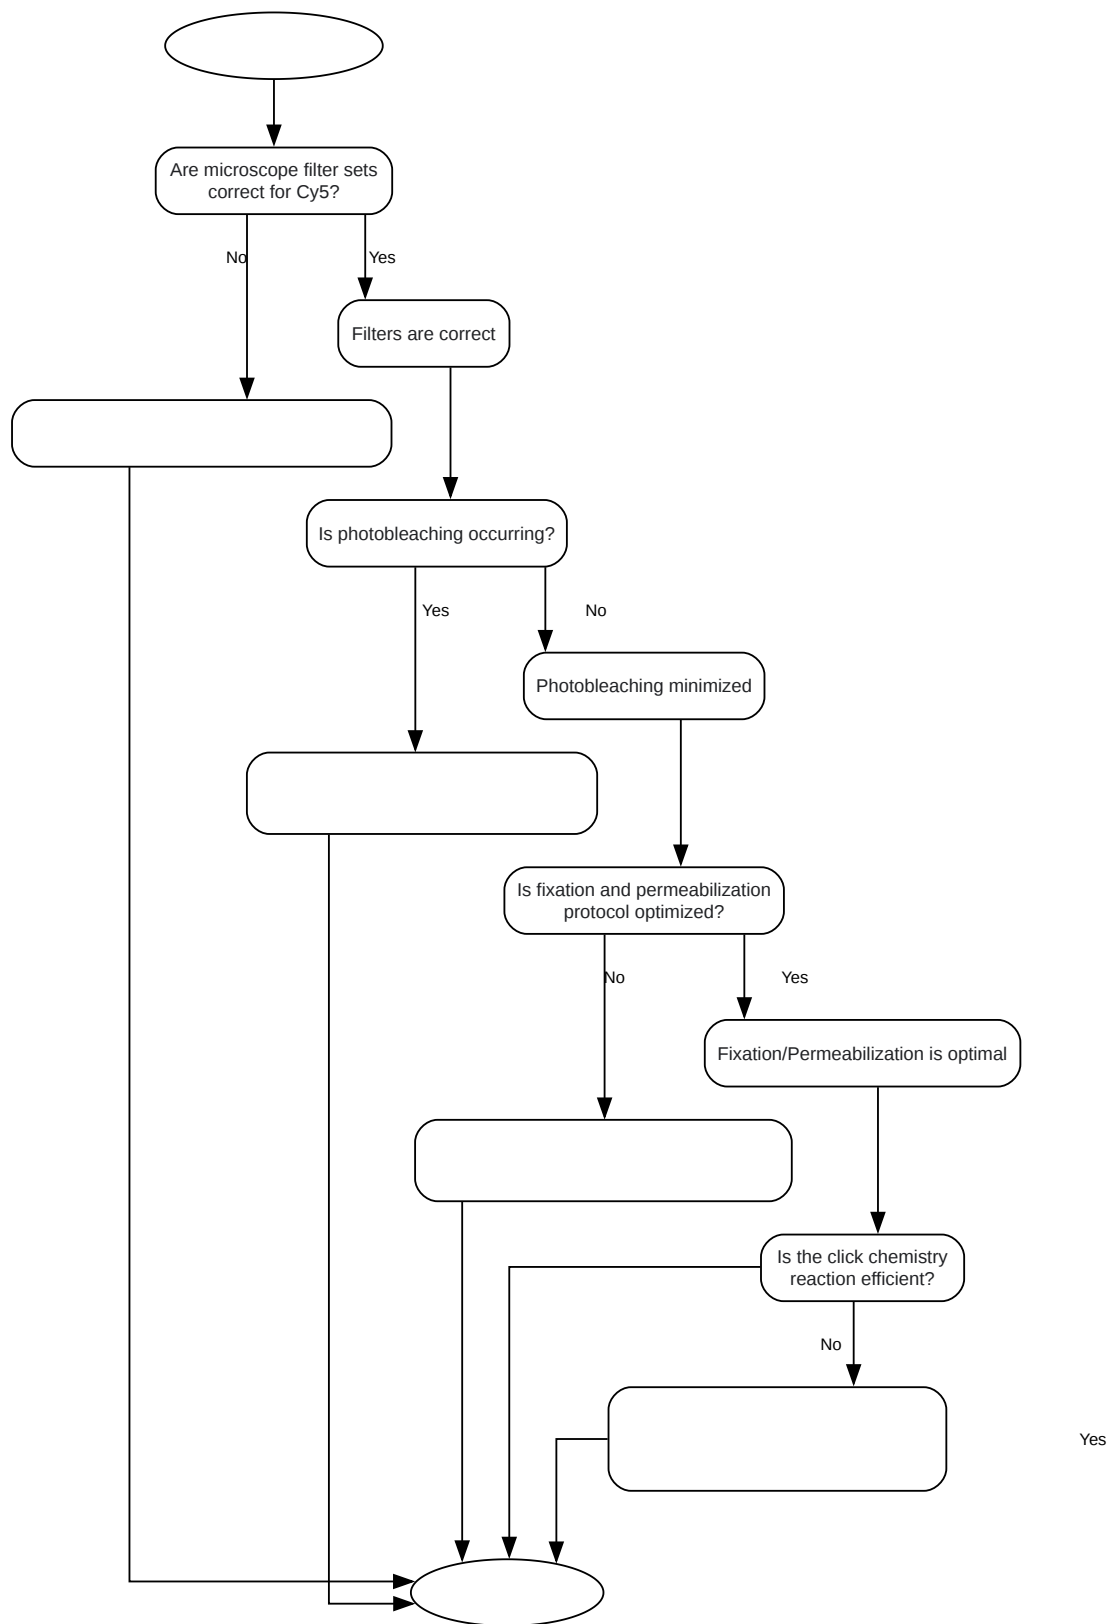 Are microscope filter sets
correct for Cy5?
No
Yes
Filters are correct
Is photobleaching occurring?
Yes
No
Photobleaching minimized
Is fixation and permeabilization
protocol optimized?
No
Yes
Fixation/Permeabilization is optimal
Is the click chemistry
reaction efficient?
No
Yes